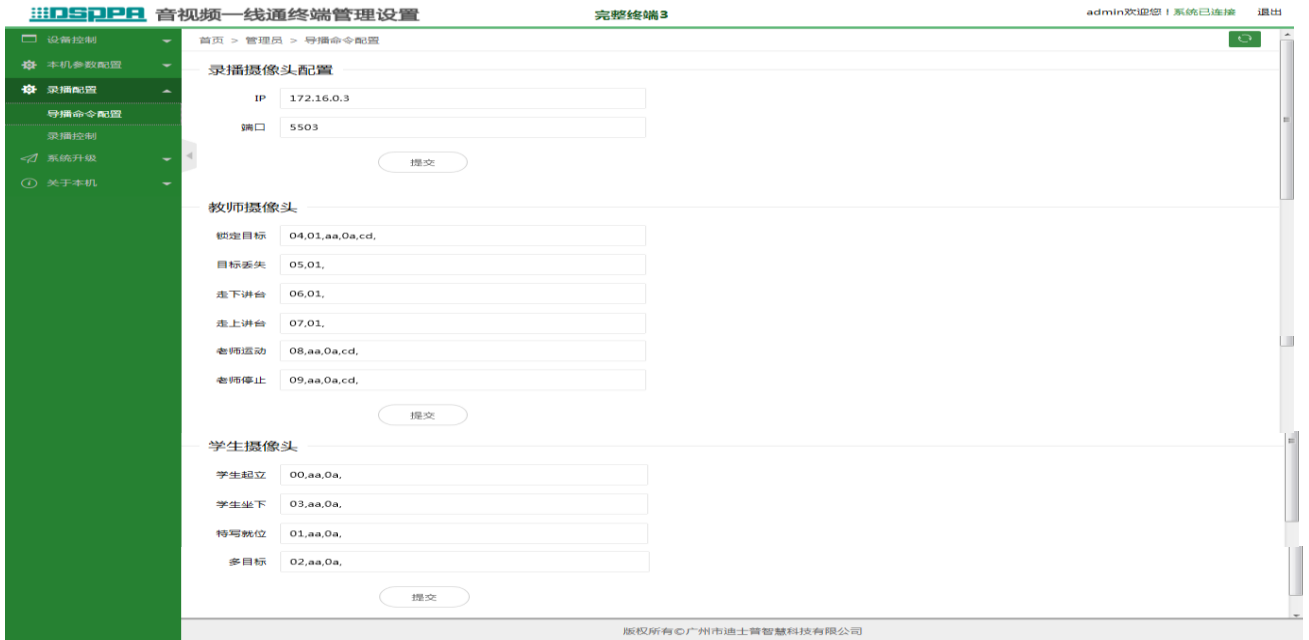 DSPPA 音视频一线通终端管理设置 完整终端3 admin欢迎您！系统已连接 退出
设备控制
本机参数配置
录播配置
导播命令配置
录播控制
系统升级
关于本机
首页 > 管理员 > 导播命令配置
录播摄像头配置
IP 172.16.0.3
端口 5503
提交
教师摄像头
锁定目标 04,01,aa,0a,cd,
目标丢失 05,01,
走下讲台 06,01,
走上讲台 07,01,
老师运动 08,aa,0a,cd,
老师停止 09,aa,0a,cd,
提交
学生摄像头
学生起立 00,aa,0a,
学生坐下 03,aa,0a,
特写就位 01,aa,0a,
多目标 02,aa,0a,
提交
版权所有©广州市迪士普智慧科技有限公司